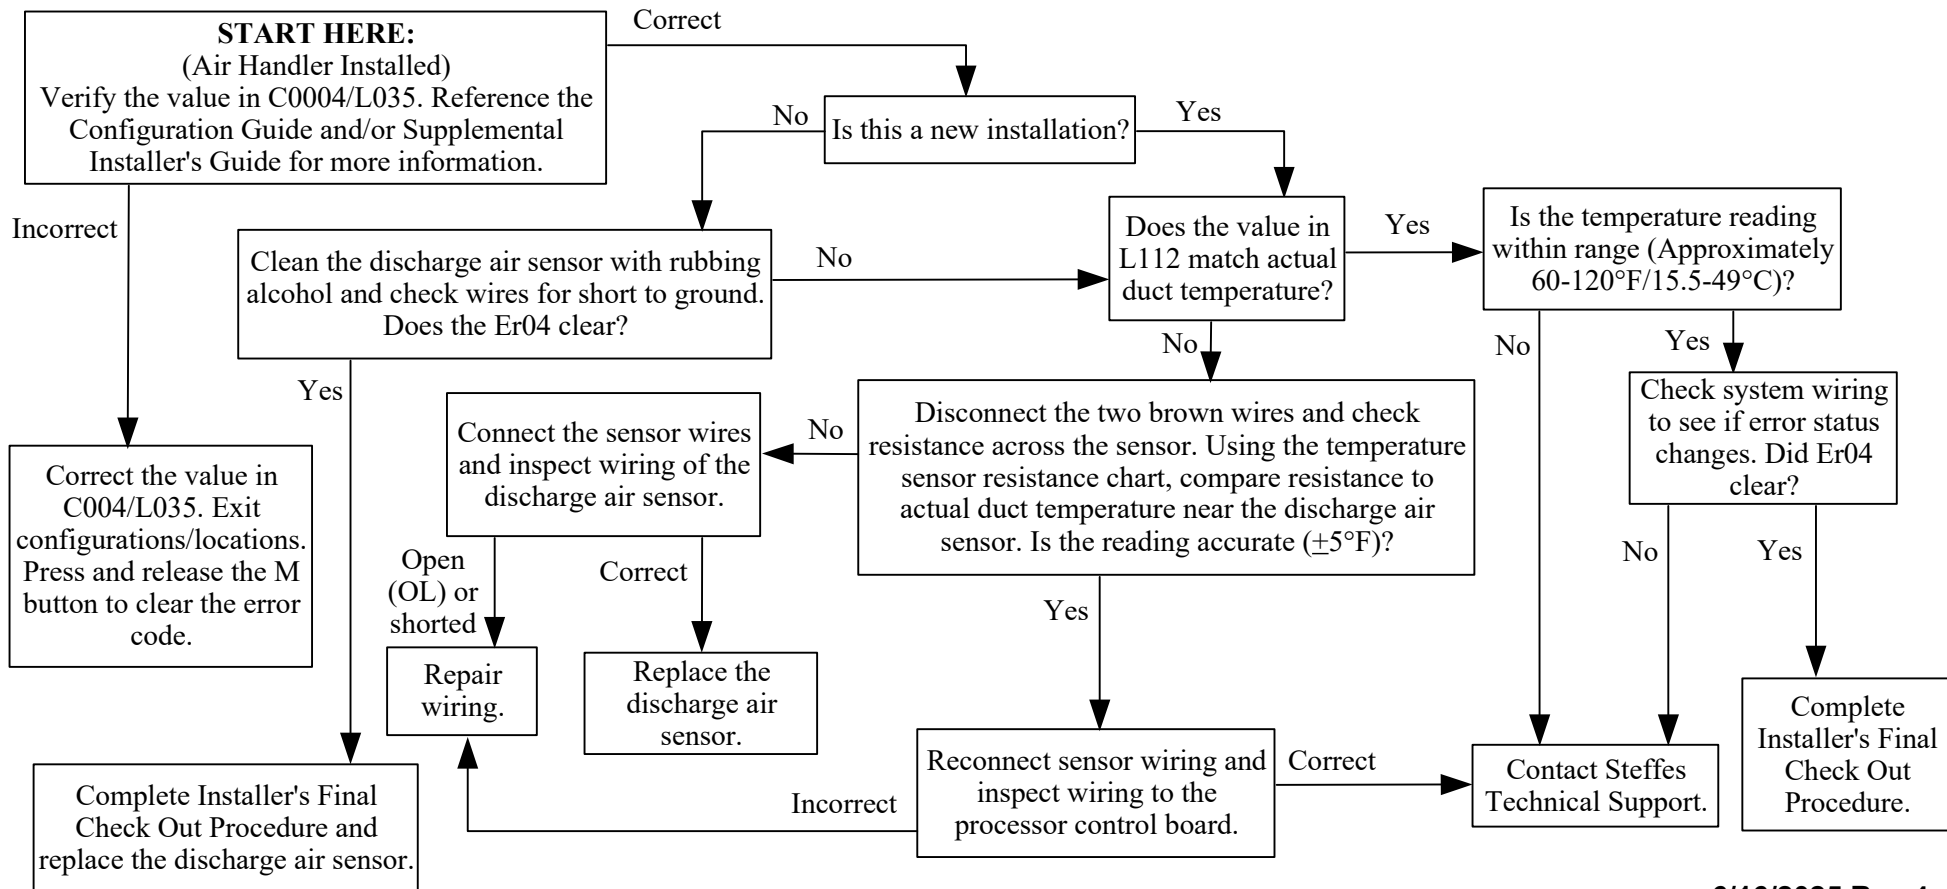 START HERE:
(Air Handler Installed)
Verify the value in C0004/L035. Reference the
Configuration Guide and/or Supplemental
Installer's Guide for more information.
Correct
Incorrect
Is this a new installation?
No
Yes
Clean the discharge air sensor with rubbing
alcohol and check wires for short to ground.
Does the Er04 clear?
No
Yes
Does the value in
L112 match actual
duct temperature?
Yes
No
Is the temperature reading
within range (Approximately
60-120°F/15.5-49°C)?
No
Yes
Correct the value in
C004/L035. Exit
configurations/locations.
Press and release the M
button to clear the error
code.
Connect the sensor wires
and inspect wiring of the
discharge air sensor.
No
Disconnect the two brown wires and check
resistance across the sensor. Using the temperature
sensor resistance chart, compare resistance to
actual duct temperature near the discharge air
sensor. Is the reading accurate (±5°F)?
Yes
Check system wiring
to see if error status
changes. Did Er04
clear?
No
Yes
Open
(OL) or
shorted
Correct
Repair
wiring.
Replace the
discharge air
sensor.
Complete Installer's Final
Check Out Procedure and
replace the discharge air sensor.
Incorrect
Reconnect sensor wiring and
inspect wiring to the
processor control board.
Correct
Contact Steffes
Technical Support.
Complete
Installer's Final
Check Out
Procedure.